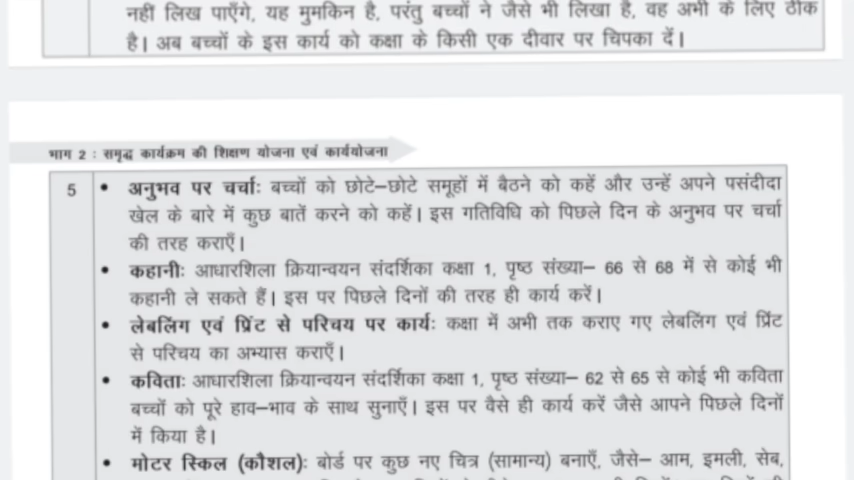 नहीं लिख पाएँगे, यह मुमकिन है, परंतु बच्चों ने जैसे भी लिखा है, वह अभी के लिए ठीक
है। अब बच्चों के इस कार्य को कक्षा के किसी एक दीवार पर चिपका दें।
भाग 2 : समृद्ध कार्यक्रम की शिक्षण योजना एवं कार्ययोजना
5 • अनुभव पर चर्चाः बच्चों को छोटे–छोटे समूहों में बैठने को कहें और उन्हें अपने पसंदीदा
खेल के बारे में कुछ बातें करने को कहें। इस गतिविधि को पिछले दिन के अनुभव पर चर्चा
की तरह कराएँ।
• कहानीः आधारशिला क्रियान्वयन संदर्शिका कक्षा 1, पृष्ठ संख्या– 66 से 68 में से कोई भी
कहानी ले सकते हैं। इस पर पिछले दिनों की तरह ही कार्य करें।
• लेबलिंग एवं प्रिंट से परिचय पर कार्यः कक्षा में अभी तक कराए गए लेबलिंग एवं प्रिंट
से परिचय का अभ्यास कराएँ।
• कविताः आधारशिला क्रियान्वयन संदर्शिका कक्षा 1, पृष्ठ संख्या– 62 से 65 से कोई भी कविता
बच्चों को पूरे हाव–भाव के साथ सुनाएँ। इस पर वैसे ही कार्य करें जैसे आपने पिछले दिनों
में किया है।
• मोटर स्किल (कौशल)ः बोर्ड पर कुछ नए चित्र (सामान्य) बनाएँ, जैसे– आम, इमली, सेब,